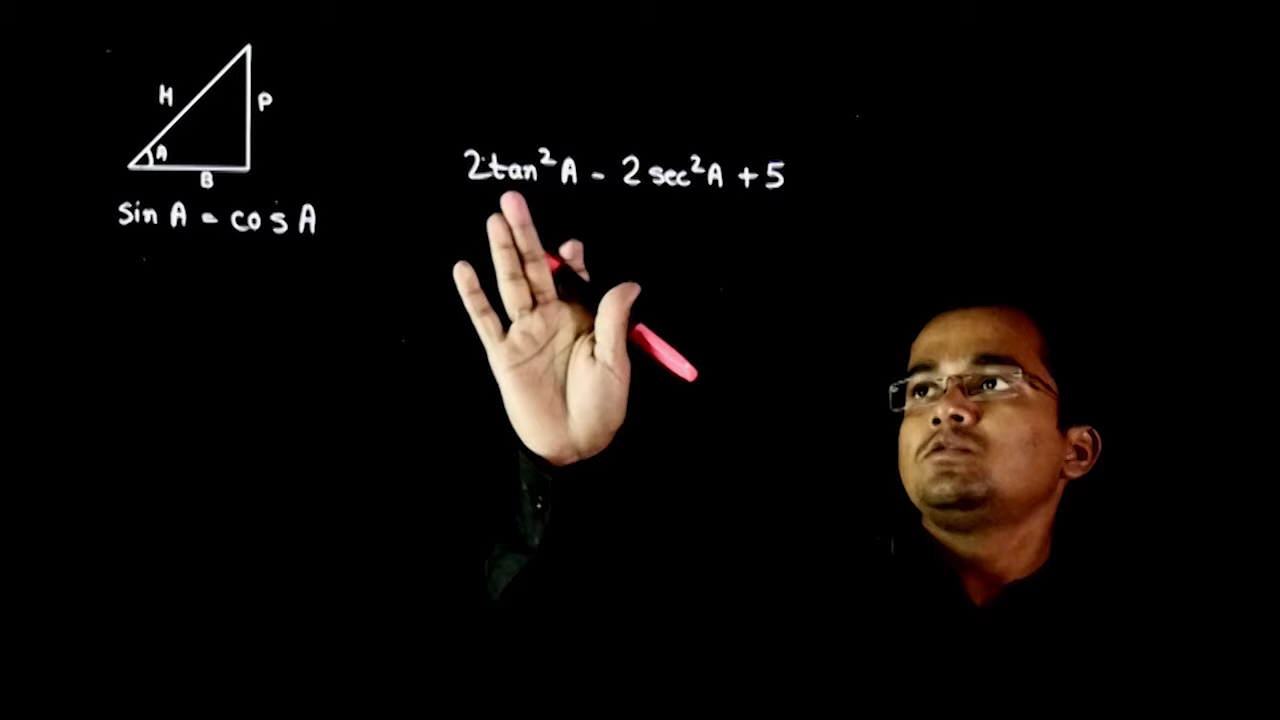 H
P
A
B
sin A = cos A
2tan²A - 2 sec²A + 5